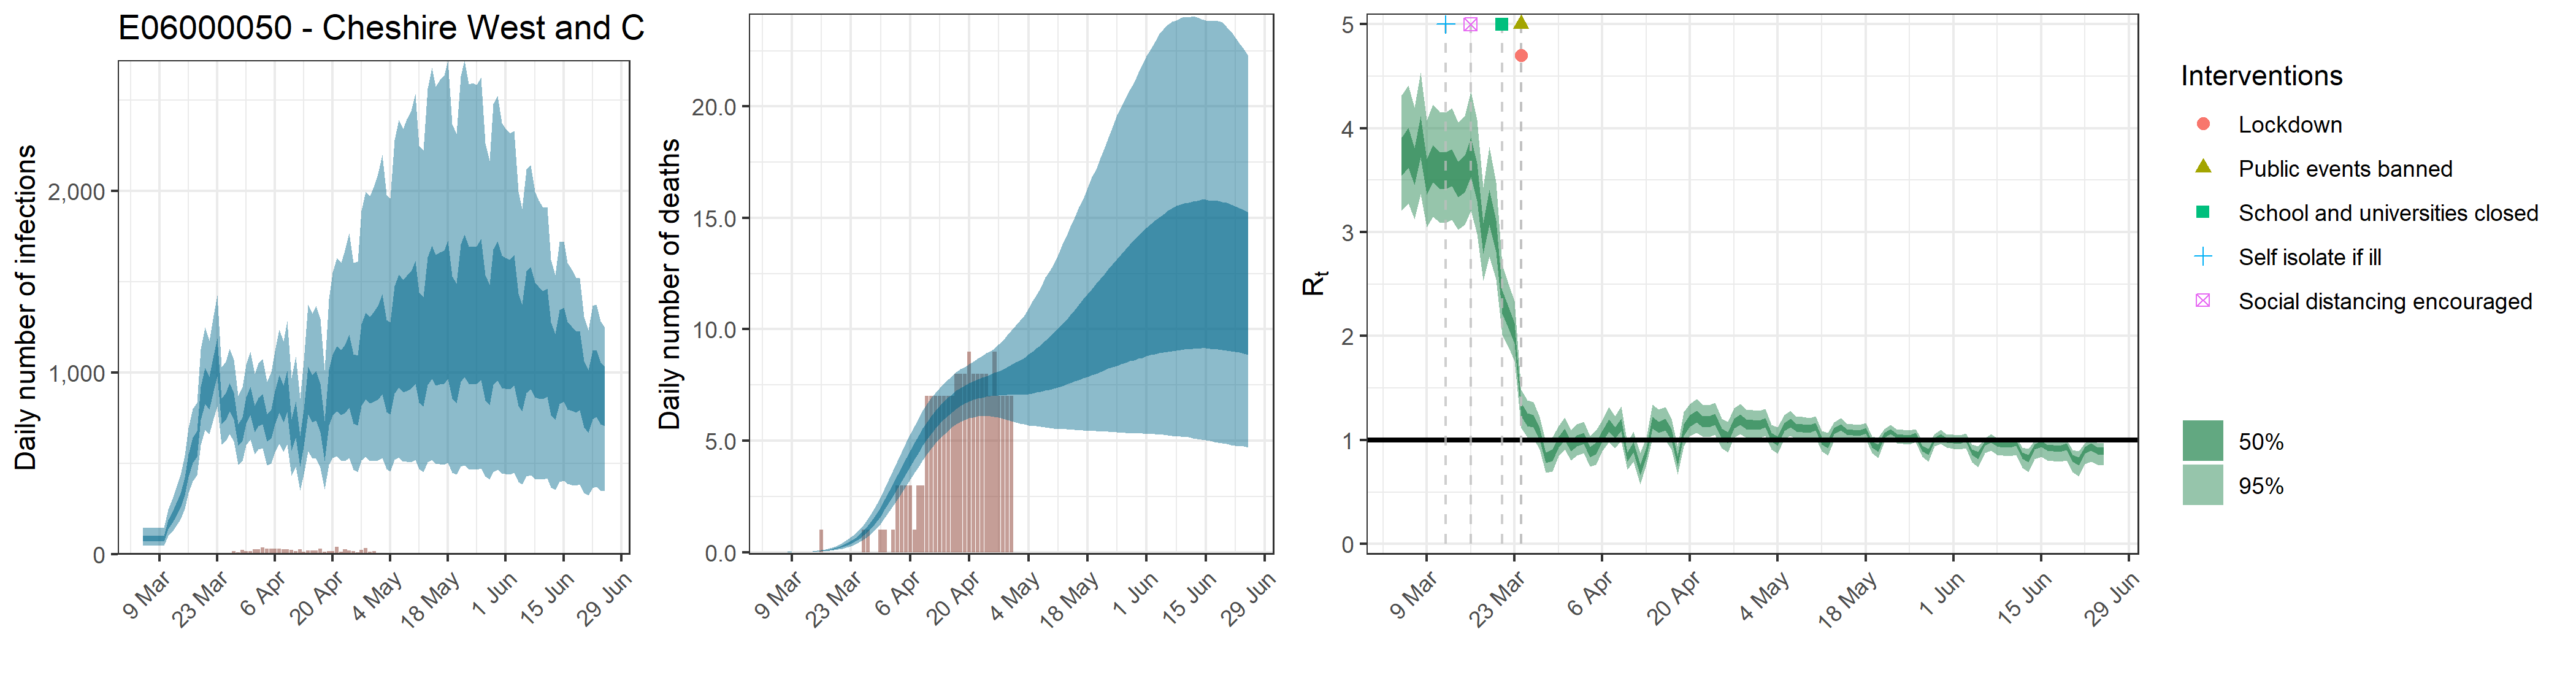 E06000050 - Cheshire West and C
Daily number of infections
2,000
1,000
0
9 Mar
23 Mar
6 Apr
20 Apr
4 May
18 May
1 Jun
15 Jun
29 Jun
Daily number of deaths
20.0
15.0
10.0
5.0
0.0
9 Mar
23 Mar
6 Apr
20 Apr
4 May
18 May
1 Jun
15 Jun
29 Jun
Rt
5
4
3
2
1
0
9 Mar
23 Mar
6 Apr
20 Apr
4 May
18 May
1 Jun
15 Jun
29 Jun
Interventions
Lockdown
Public events banned
School and universities closed
Self isolate if ill
Social distancing encouraged
50%
95%